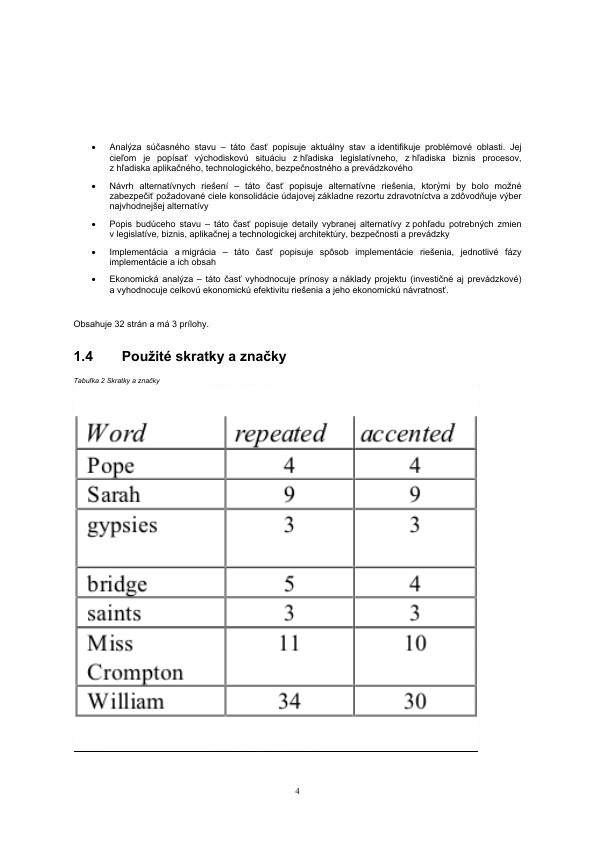 • Analýza súčasného stavu – táto časť popisuje aktuálny stav a identifikuje problémové oblasti. Jej
cieľom je popísať východiskovú situáciu z hľadiska legislatívneho, z hľadiska biznis procesov,
z hľadiska aplikačného, technologického, bezpečnostného a prevádzkového
• Návrh alternatívnych riešení – táto časť popisuje alternatívne riešenia, ktorými by bolo možné
zabezpečiť požadované ciele konsolidácie údajovej základne rezortu zdravotníctva a zdôvodňuje výber
najvhodnejšej alternatívy
• Popis budúceho stavu – táto časť popisuje detaily vybranej alternatívy z pohľadu potrebných zmien
v legislatíve, biznis, aplikačnej a technologickej architektúry, bezpečnosti a prevádzky
• Implementácia a migrácia – táto časť popisuje spôsob implementácie riešenia, jednotlivé fázy
implementácie a ich obsah
• Ekonomická analýza – táto časť vyhodnocuje prínosy a náklady projektu (investičné aj prevádzkové)
a vyhodnocuje celkovú ekonomickú efektivitu riešenia a jeho ekonomickú návratnosť.
Obsahuje 32 strán a má 3 prílohy.
1.4 Použité skratky a značky
Tabuľka 2 Skratky a značky
Word repeated accented
Pope 4 4
Sarah 9 9
gypsies 3 3
bridge 5 4
saints 3 3
Miss 11 10
Crompton
William 34 30
4